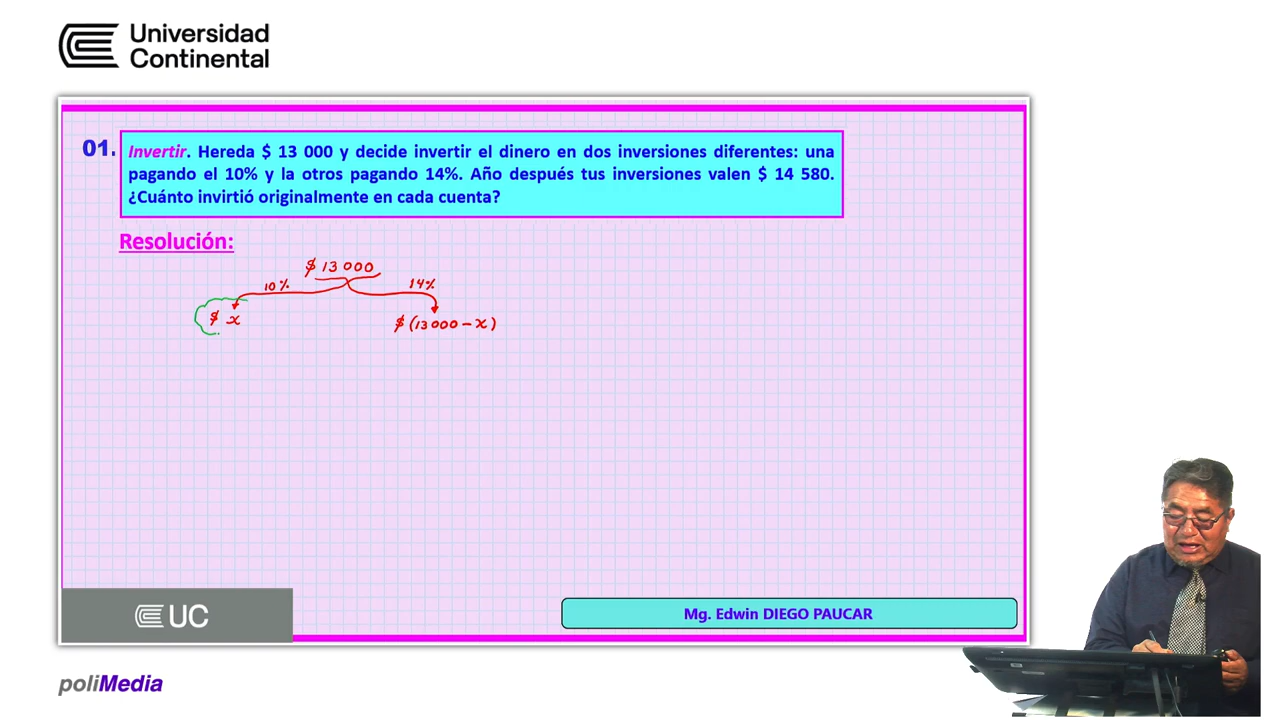 Universidad
Continental
01.
Invertir. Hereda $ 13 000 y decide invertir el dinero en dos inversiones diferentes: una
pagando el 10% y la otros pagando 14%. Año después tus inversiones valen $ 14 580.
¿Cuánto invirtió originalmente en cada cuenta?
Resolución:
$ 13 000
10% 14%
$ x $ (13 000 - x)
UC
Mg. Edwin DIEGO PAUCAR
poliMedia